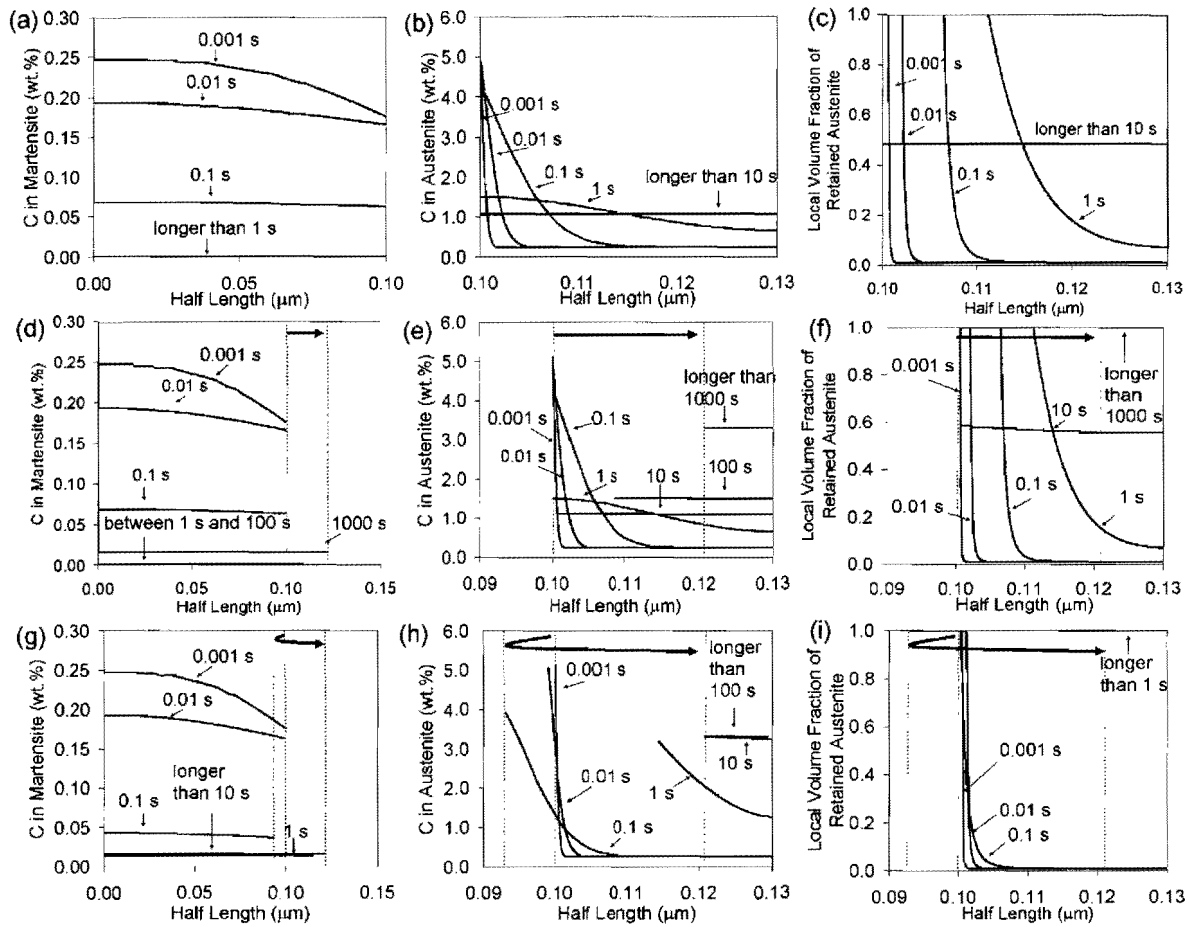 (a)
C in Martensite (wt.%)
0.30
0.25
0.20
0.15
0.10
0.05
0.00
0.001 s
0.01 s
0.1 s
longer than 1 s
0.00 0.05 0.10
Half Length (μm)
(b)
C in Austenite (wt.%)
6.0
5.0
4.0
3.0
2.0
1.0
0.0
0.001 s
0.01 s
0.1 s
1 s
longer than 10 s
0.10 0.11 0.12 0.13
Half Length (μm)
(c)
Local Volume Fraction of
Retained Austenite
1.0
0.8
0.6
0.4
0.2
0.0
0.001 s
0.01 s
longer than 10 s
0.1 s
1 s
0.10 0.11 0.12 0.13
Half Length (μm)
(d)
C in Martensite (wt.%)
0.30
0.25
0.20
0.15
0.10
0.05
0.00
0.001 s
0.01 s
0.1 s
between 1 s and 100 s
1000 s
0.00 0.05 0.10 0.15
Half Length (μm)
(e)
C in Austenite (wt.%)
6.0
5.0
4.0
3.0
2.0
1.0
0.0
longer than
1000 s
0.001 s
0.1 s
0.01 s
1 s
10 s
100 s
0.09 0.10 0.11 0.12 0.13
Half Length (μm)
(f)
Local Volume Fraction of
Retained Austenite
1.0
0.8
0.6
0.4
0.2
0.0
0.001 s
longer
than
1000 s
10 s
0.01 s
0.1 s
1 s
0.09 0.10 0.11 0.12 0.13
Half Length (μm)
(g)
C in Martensite (wt.%)
0.30
0.25
0.20
0.15
0.10
0.05
0.00
0.001 s
0.01 s
longer
than 10 s
0.1 s
1 s
0.00 0.05 0.10 0.15
Half Length (μm)
(h)
C in Austenite (wt.%)
6.0
5.0
4.0
3.0
2.0
1.0
0.0
0.001 s
longer
than
100 s
10 s
0.01 s
1 s
0.1 s
0.09 0.10 0.11 0.12 0.13
Half Length (μm)
(i)
Local Volume Fraction of
Retained Austenite
1.0
0.8
0.6
0.4
0.2
0.0
longer
than 1 s
0.001 s
0.01 s
0.1 s
0.09 0.10 0.11 0.12 0.13
Half Length (μm)